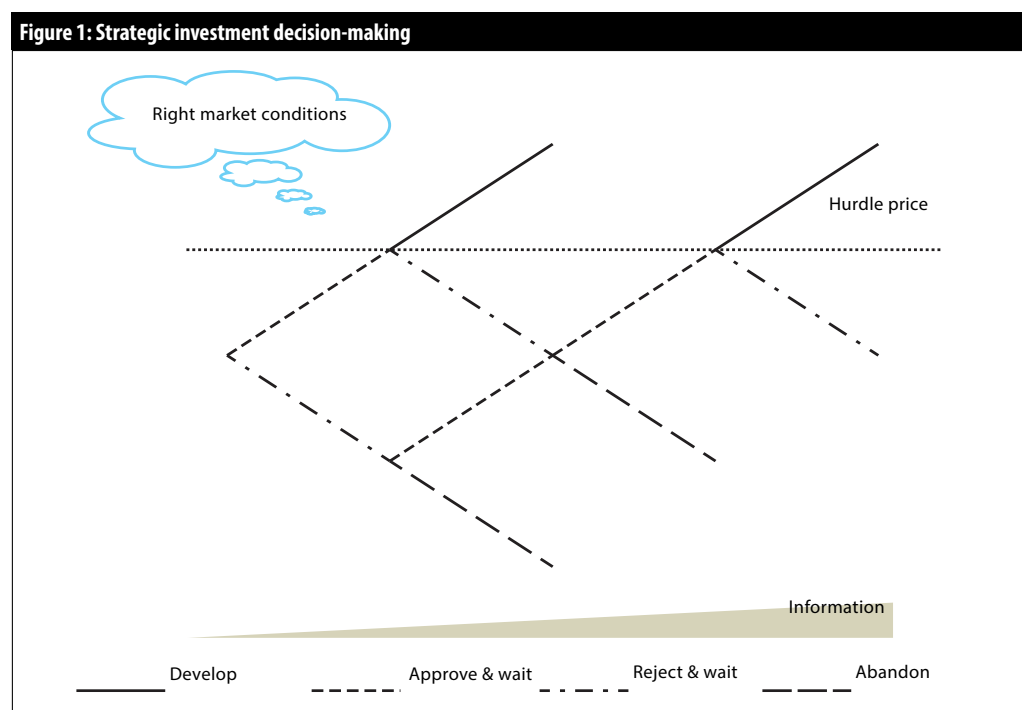 Figure 1: Strategic investment decision-making
Right market conditions
Hurdle price
Information
Develop
Approve & wait
Reject & wait
Abandon